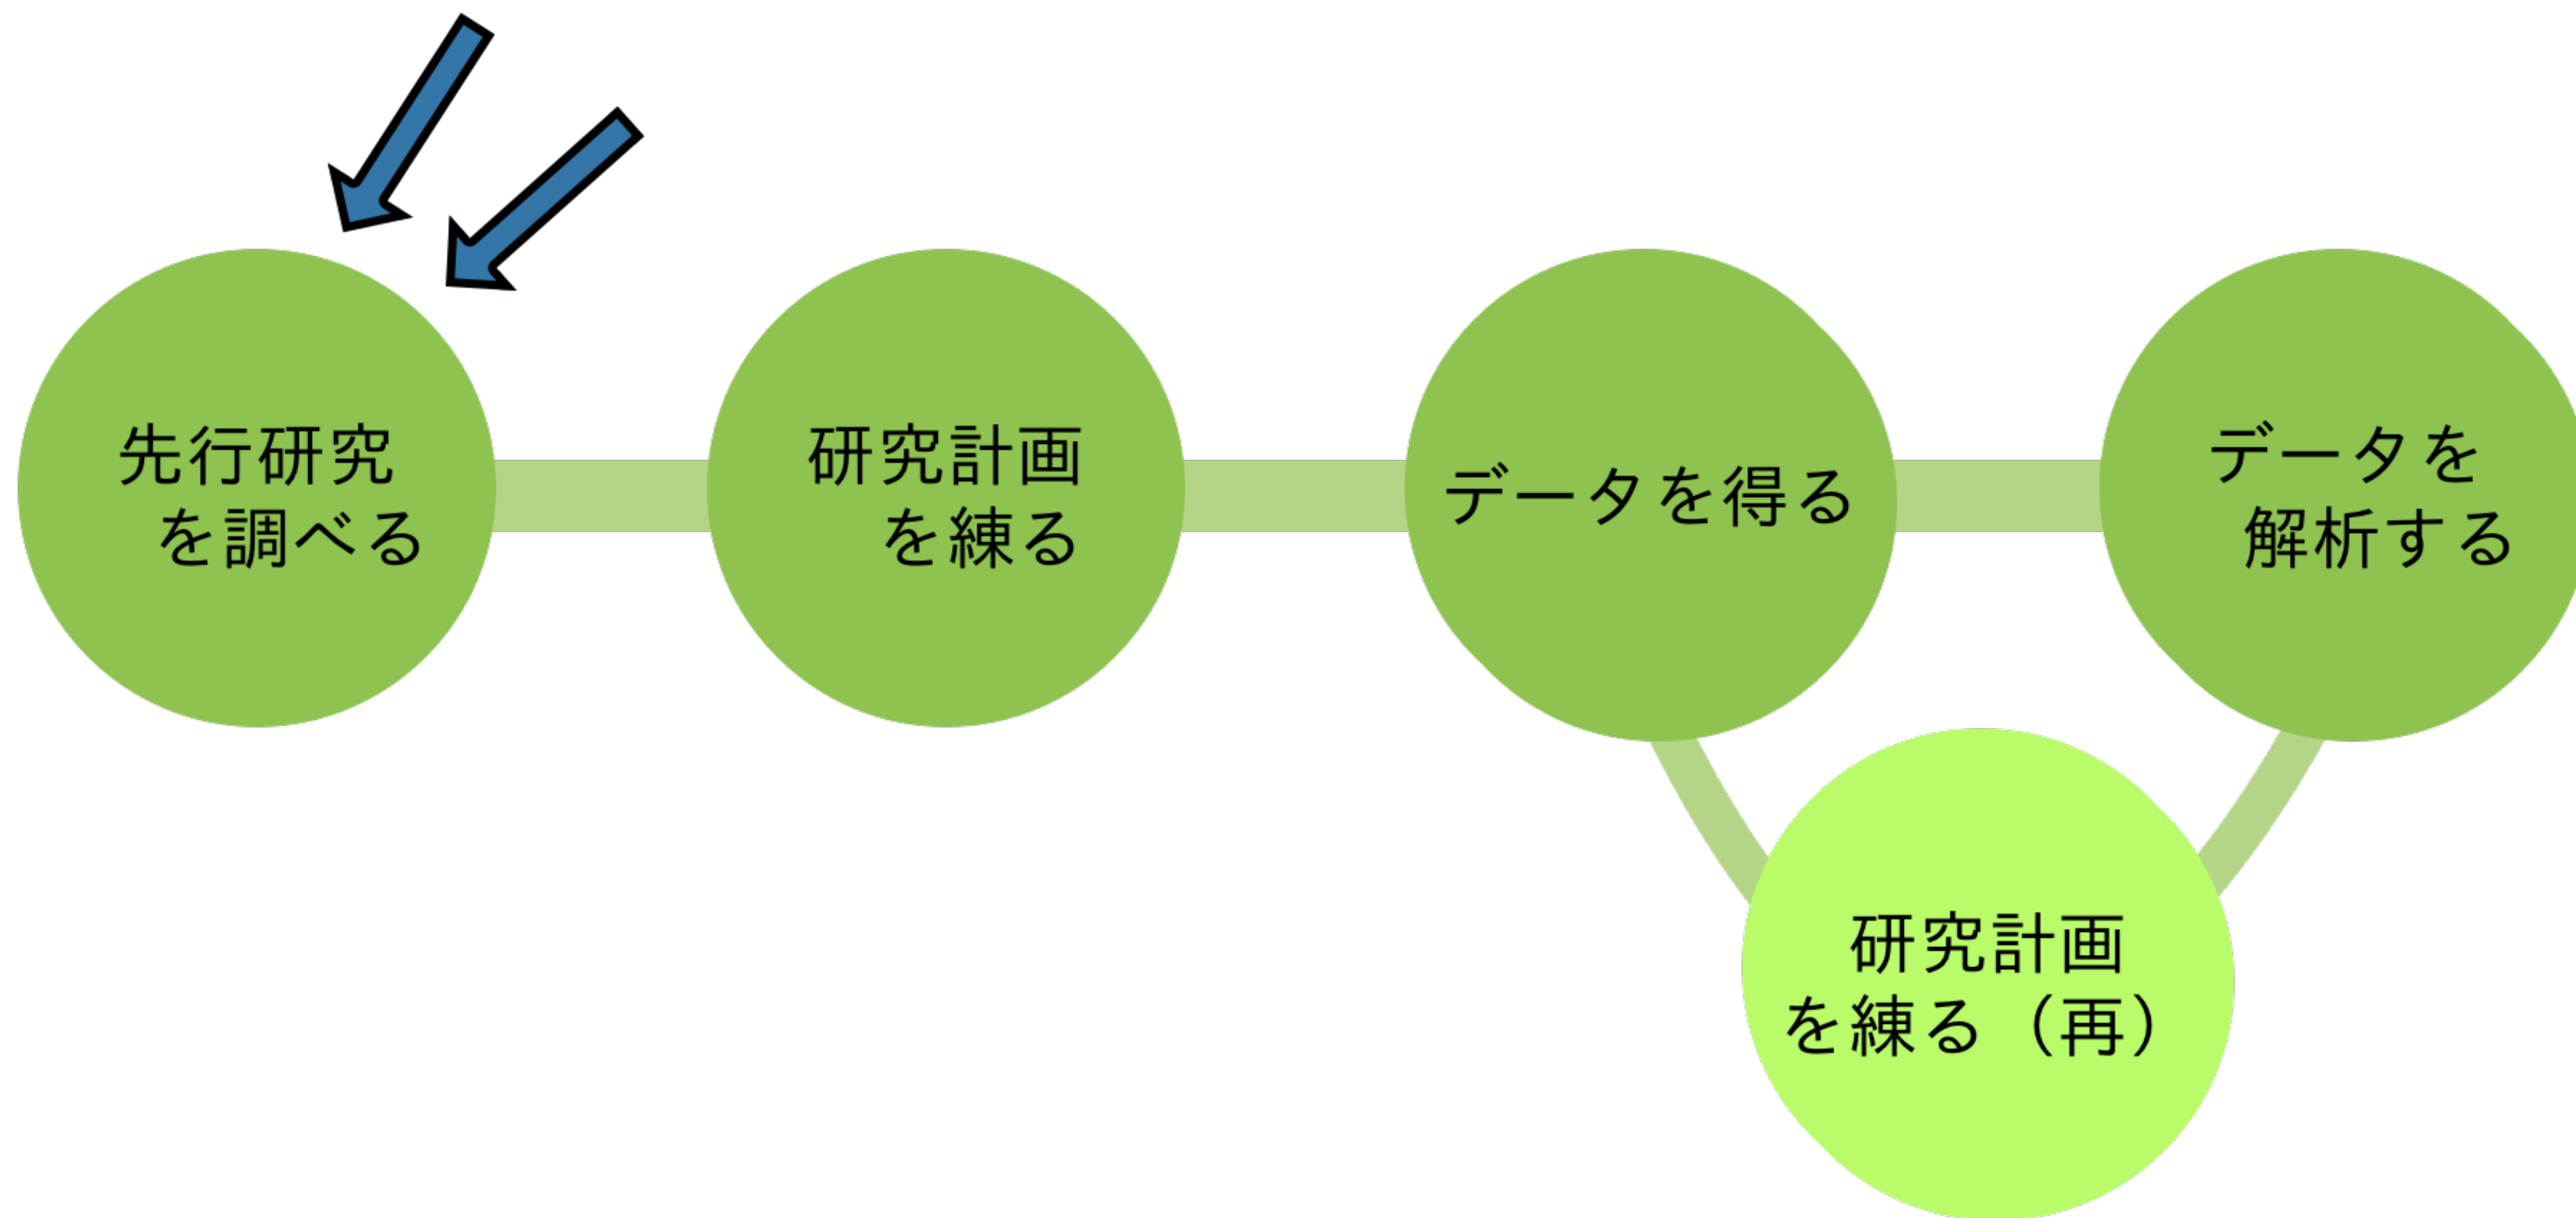 先行研究
を調べる
研究計画
を練る
データを得る
データを
解析する
研究計画
を練る（再）